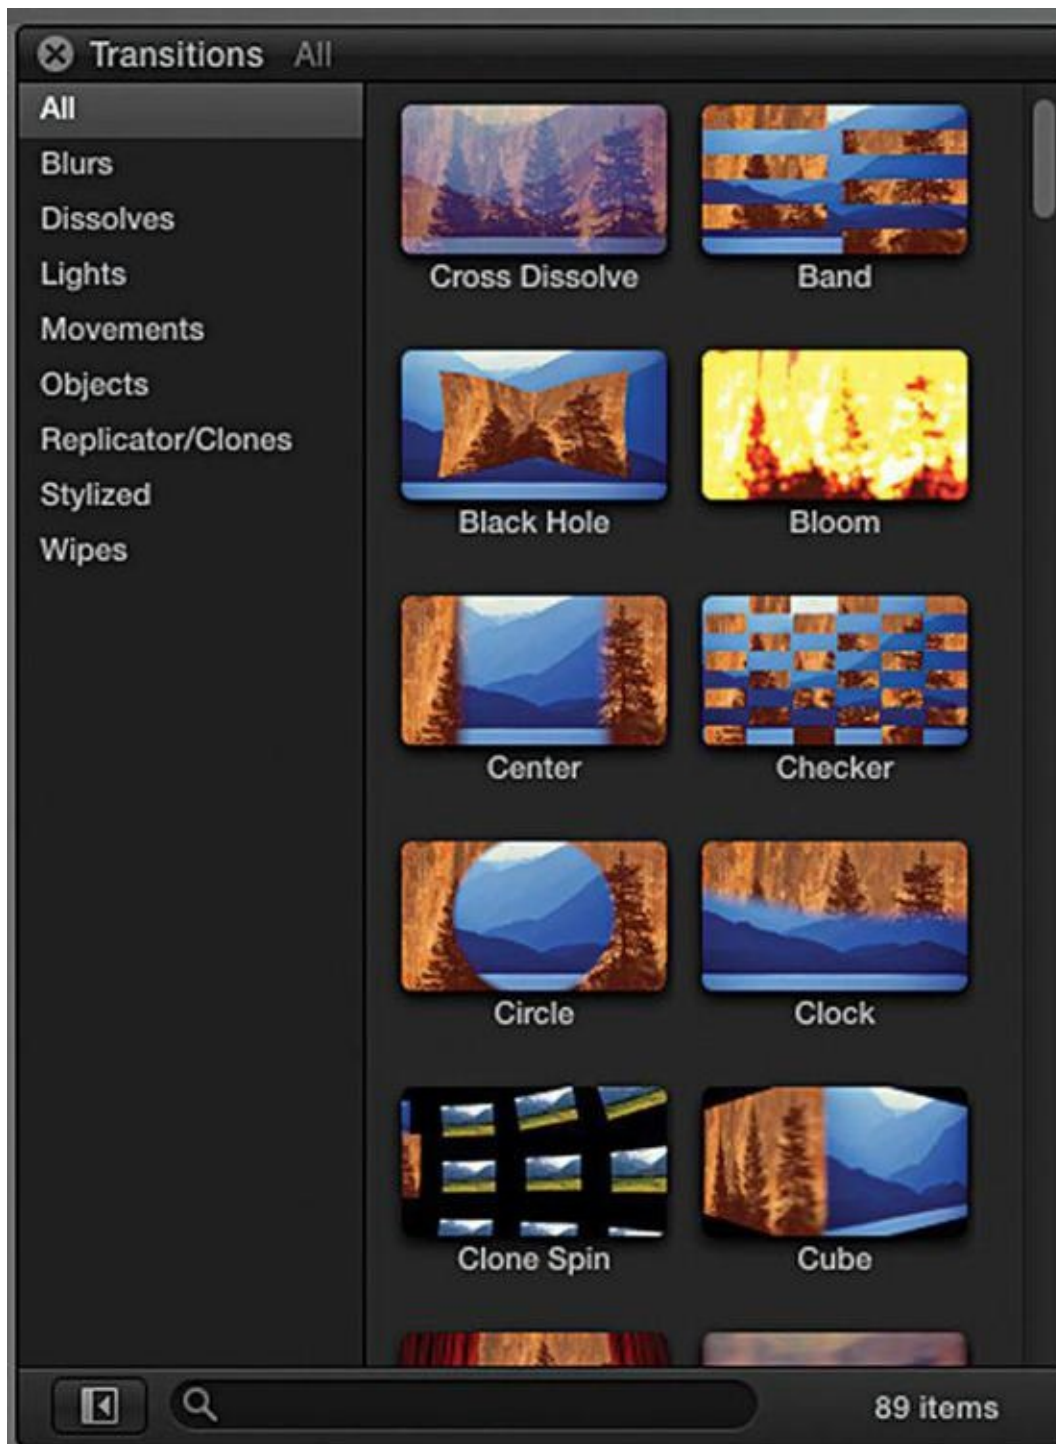 Transitions All
All
Blurs
Dissolves
Lights
Movements
Objects
Replicator/Clones
Stylized
Wipes
Cross Dissolve
Band
Black Hole
Bloom
Center
Checker
Circle
Clock
Clone Spin
Cube
89 items